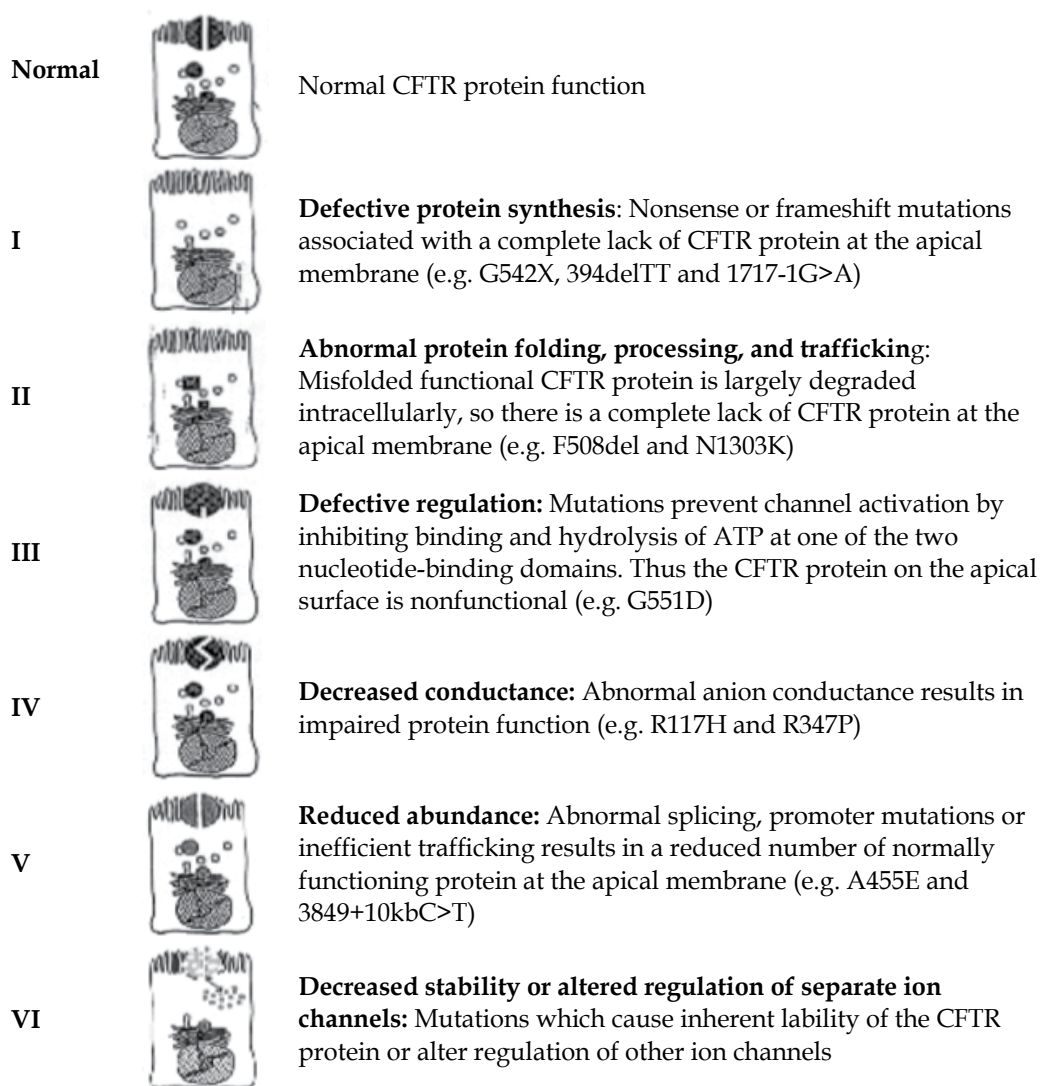 Normal
Normal CFTR protein function
I
Defective protein synthesis: Nonsense or frameshift mutations
associated with a complete lack of CFTR protein at the apical
membrane (e.g. G542X, 394delTT and 1717-1G>A)
II
Abnormal protein folding, processing, and trafficking:
Misfolded functional CFTR protein is largely degraded
intracellularly, so there is a complete lack of CFTR protein at the
apical membrane (e.g. F508del and N1303K)
III
Defective regulation: Mutations prevent channel activation by
inhibiting binding and hydrolysis of ATP at one of the two
nucleotide-binding domains. Thus the CFTR protein on the apical
surface is nonfunctional (e.g. G551D)
IV
Decreased conductance: Abnormal anion conductance results in
impaired protein function (e.g. R117H and R347P)
V
Reduced abundance: Abnormal splicing, promoter mutations or
inefficient trafficking results in a reduced number of normally
functioning protein at the apical membrane (e.g. A455E and
3849+10kbC>T)
VI
Decreased stability or altered regulation of separate ion
channels: Mutations which cause inherent lability of the CFTR
protein or alter regulation of other ion channels